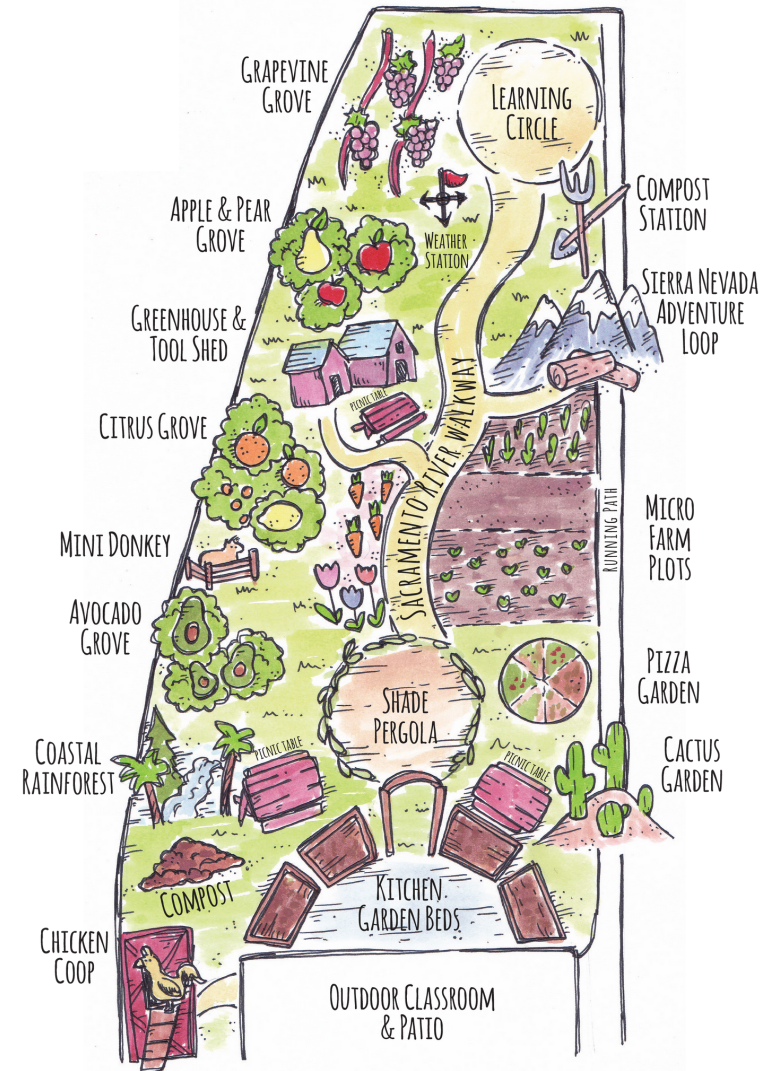 GRAPEVINE
GROVE
LEARNING
CIRCLE
COMPOST
STATION
APPLE & PEAR
GROVE
WEATHER
STATION
SIERRA NEVADA
ADVENTURE
LOOP
GREENHOUSE &
TOOL SHED
PICNIC TABLE
CITRUS GROVE
SACRAMENTO RIVER WALKWAY
RUNNING PATH
MICRO
FARM
PLOTS
MINI DONKEY
AVOCADO
GROVE
PIZZA
GARDEN
SHADE
PERGOLA
COASTAL
RAINFOREST
PICNIC TABLE
PICNIC TABLE
CACTUS
GARDEN
COMPOST
KITCHEN
GARDEN BEDS
CHICKEN
COOP
OUTDOOR CLASSROOM
& PATIO